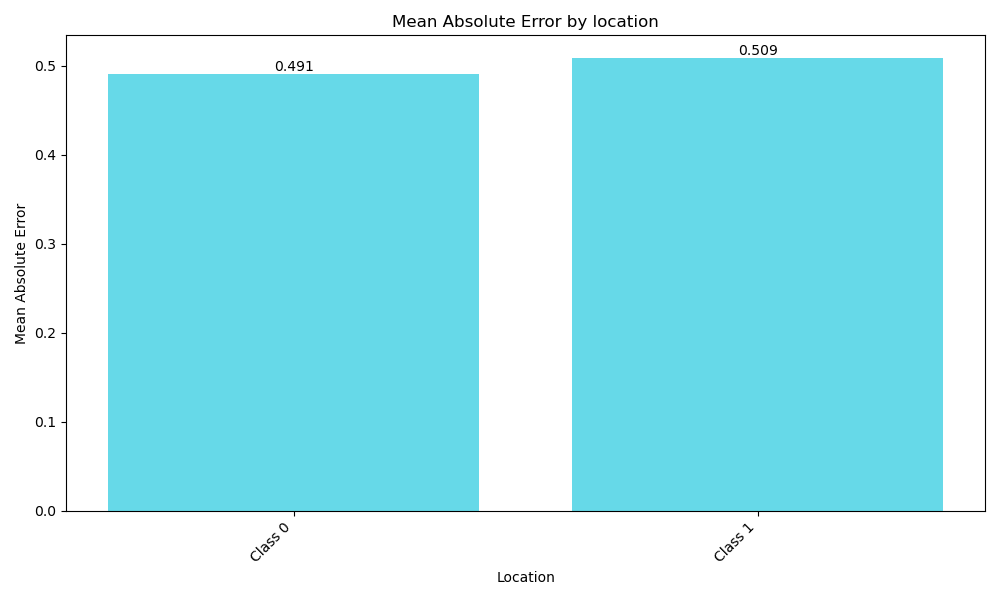 Mean Absolute Error by location
0.491
0.509
Mean Absolute Error
0.5
0.4
0.3
0.2
0.1
0.0
Class 0
Class 1
Location